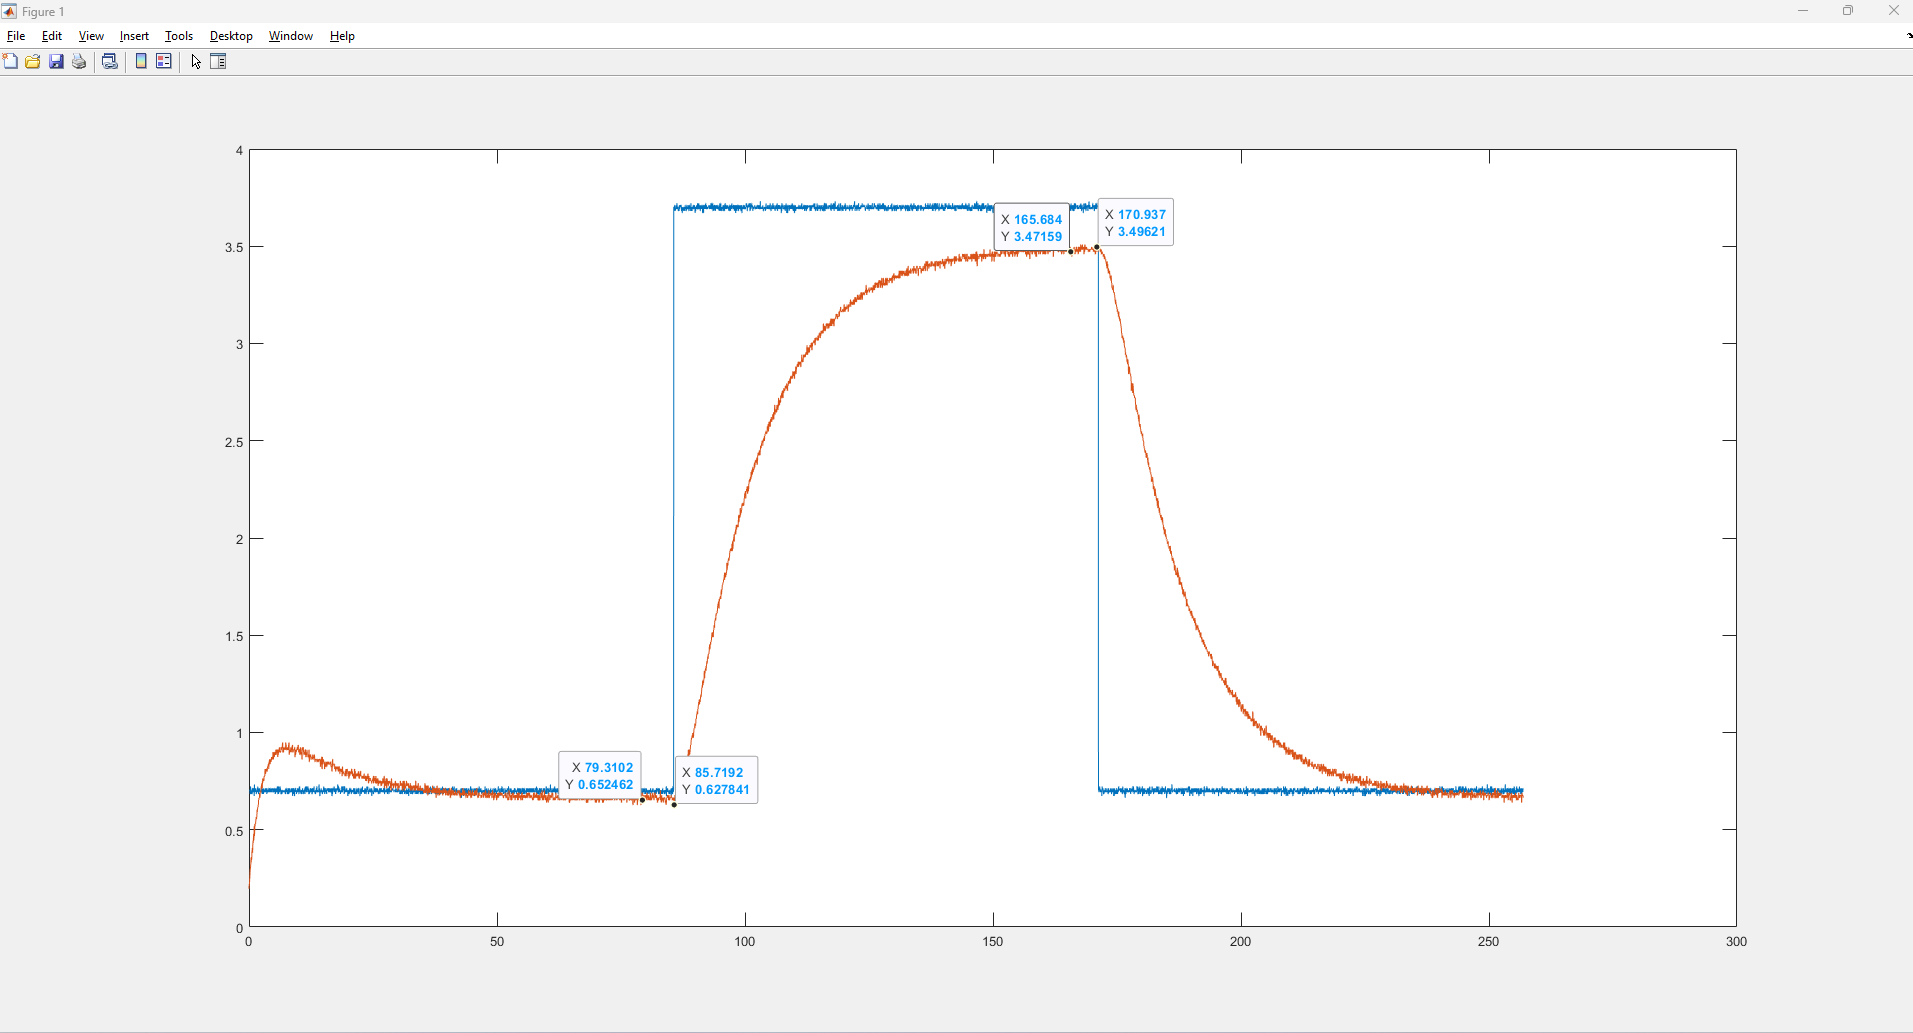 Figure 1
File Edit View Insert Tools Desktop Window Help
4
3.5
3
2.5
2
1.5
1
0.5
0
X 165.684
Y 3.47159
X 170.937
Y 3.49621
X 79.3102
Y 0.652462
X 85.7192
Y 0.627841
0 50 100 150 200 250 300